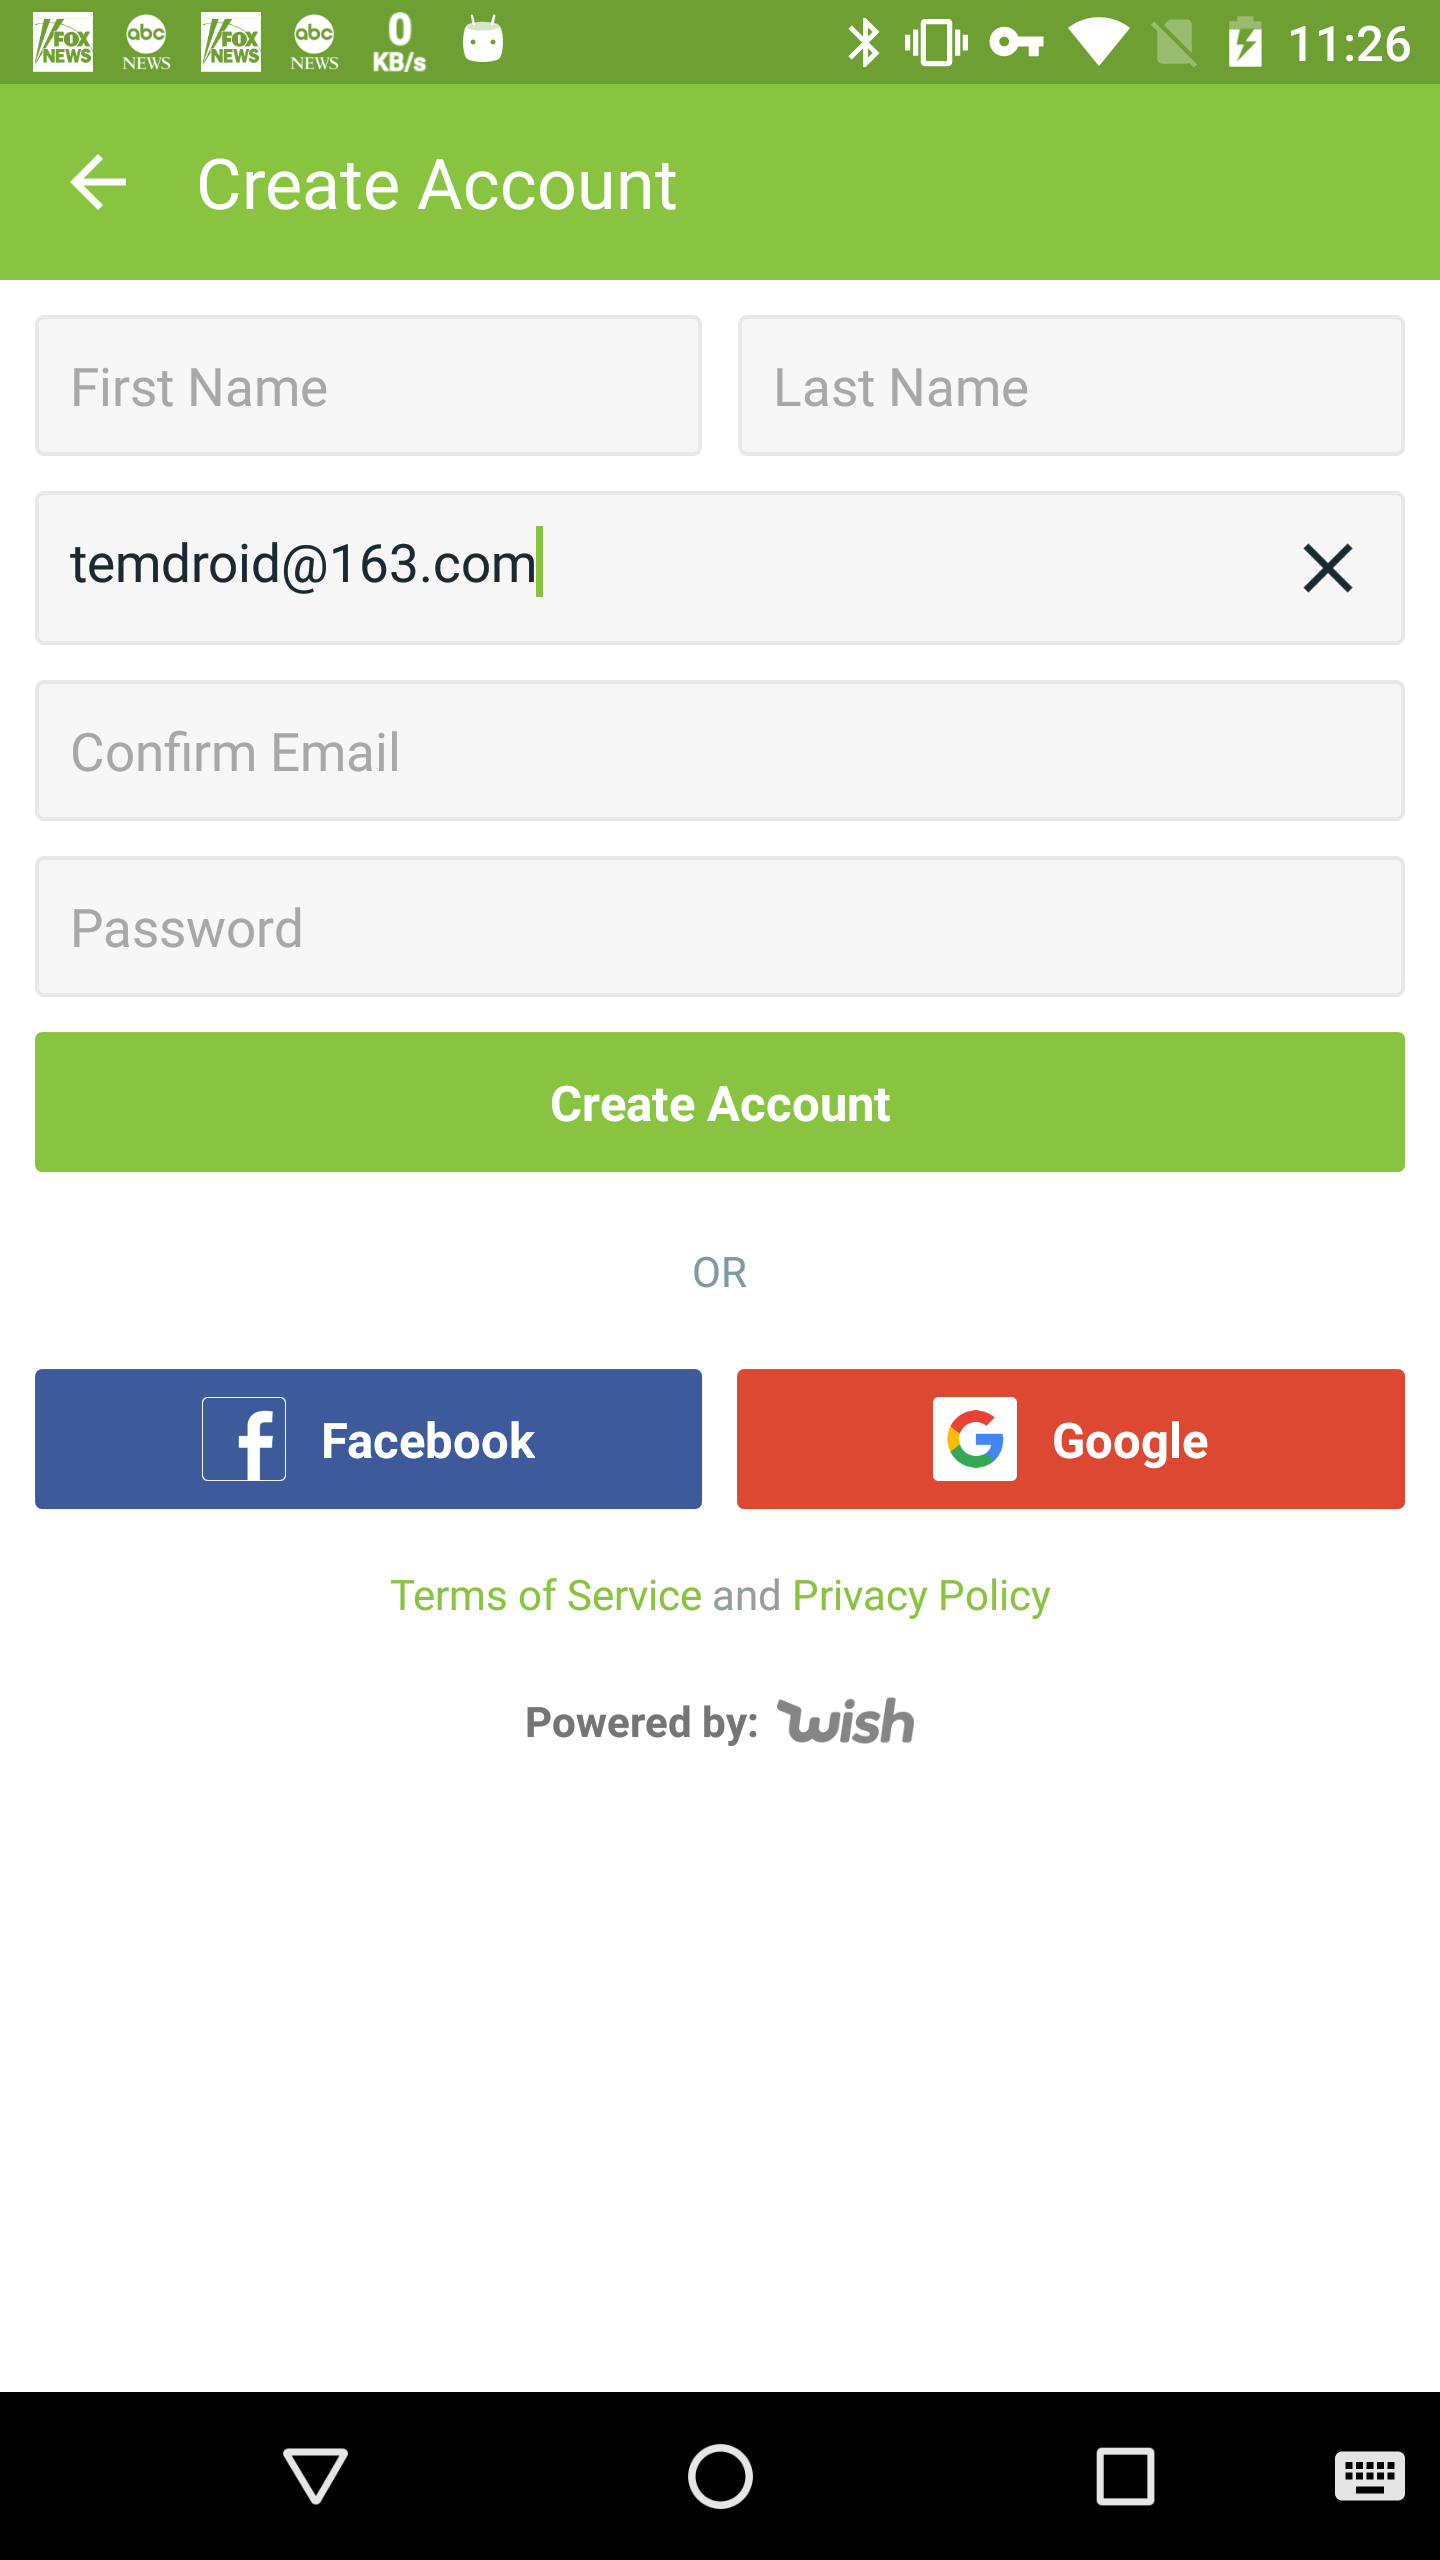 FOX NEWS abc NEWS FOX NEWS abc NEWS 0 KB/s 11:26
Create Account
First Name Last Name
temdroid@163.com
Confirm Email
Password
Create Account
OR
f Facebook G Google
Terms of Service and Privacy Policy
Powered by: wish